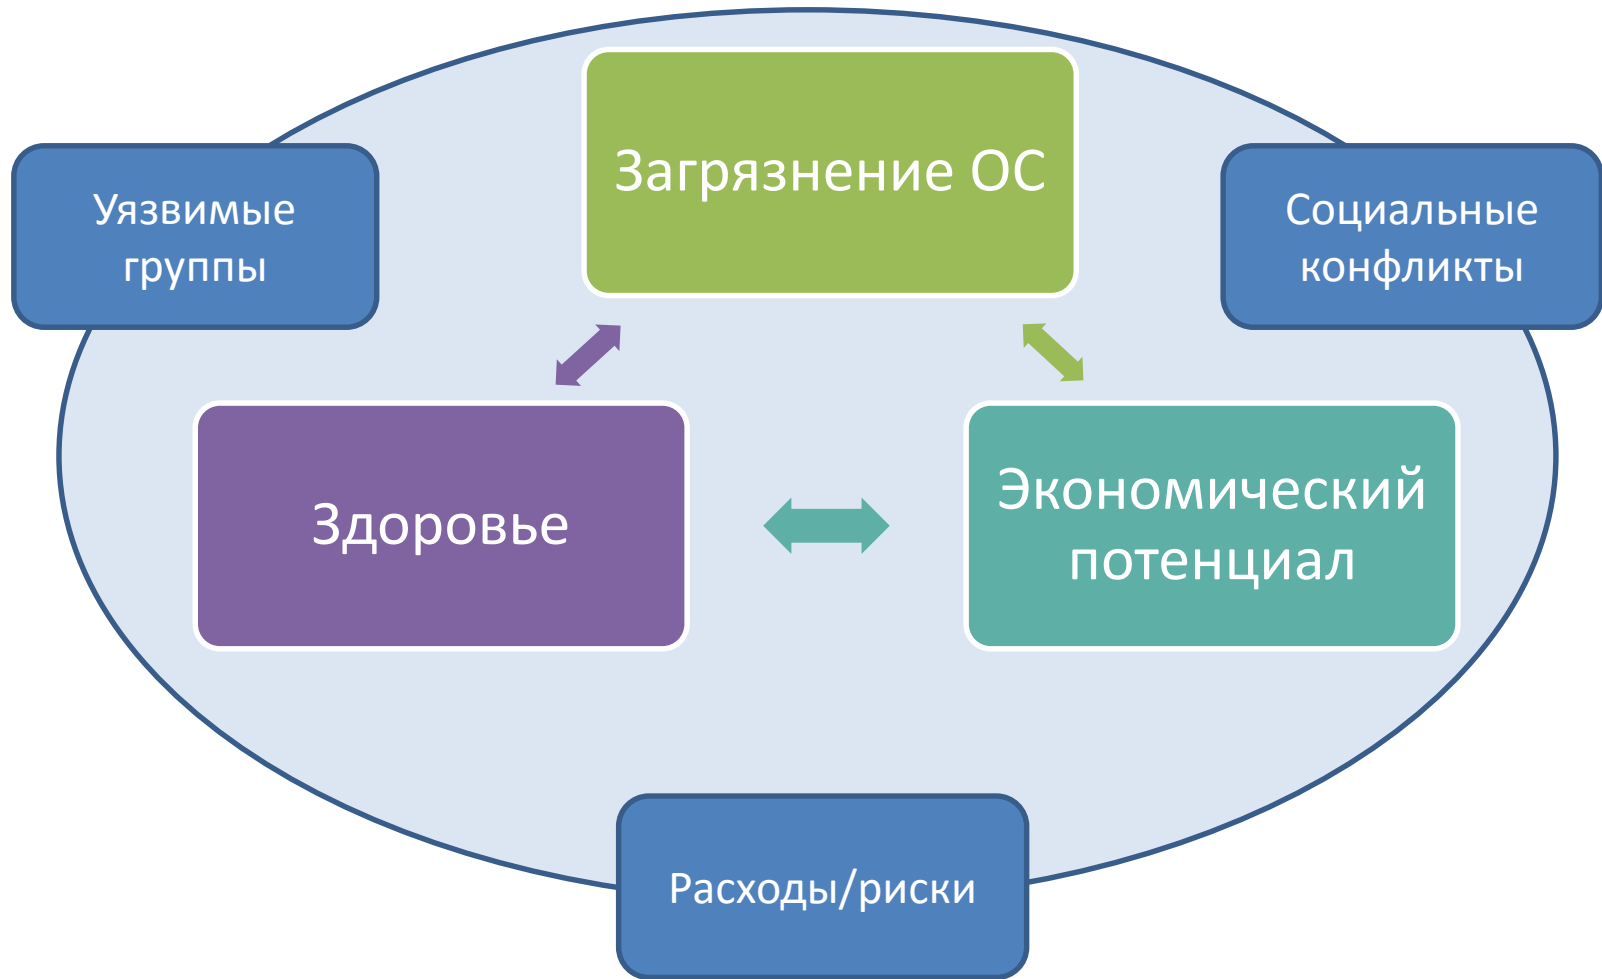 Загрязнение ОС
Уязвимые
группы
Социальные
конфликты
Здоровье
Экономический
потенциал
Расходы/риски